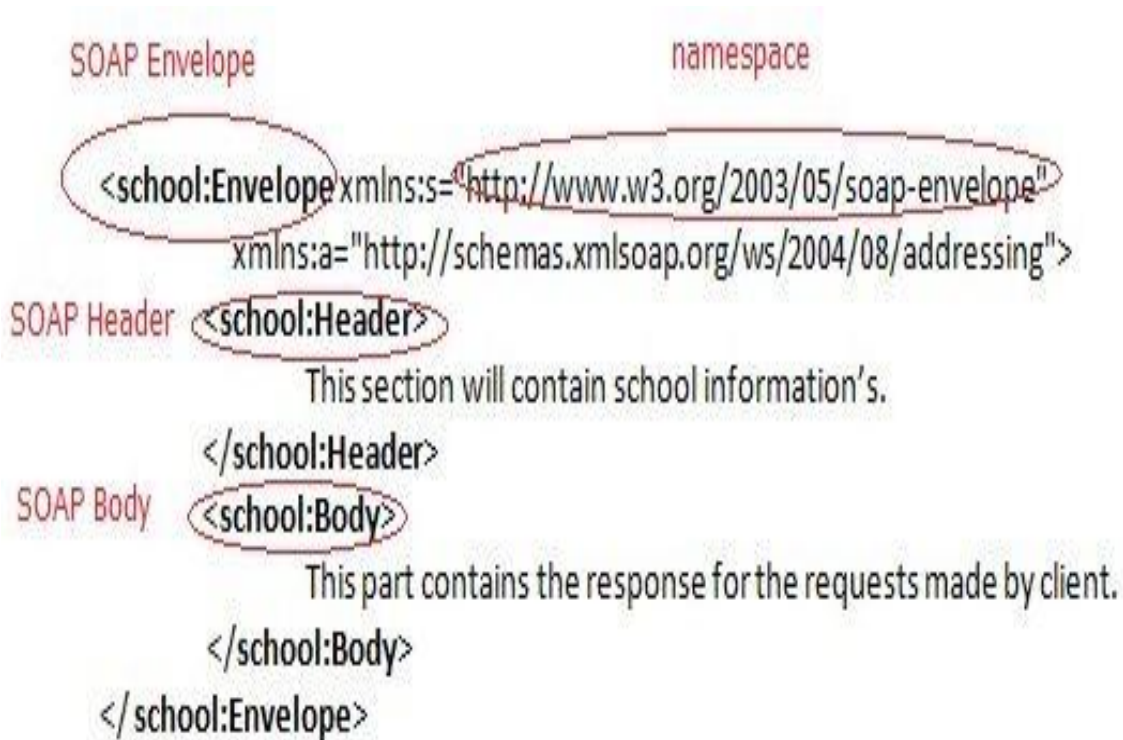 SOAP Envelope namespace
<school:Envelope xmlns:s="http://www.w3.org/2003/05/soap-envelope"
xmlns:a="http://schemas.xmlsoap.org/ws/2004/08/addressing">
SOAP Header <school:Header>
This section will contain school information's.
</school:Header>
SOAP Body <school:Body>
This part contains the response for the requests made by client.
</school:Body>
</ school:Envelope>